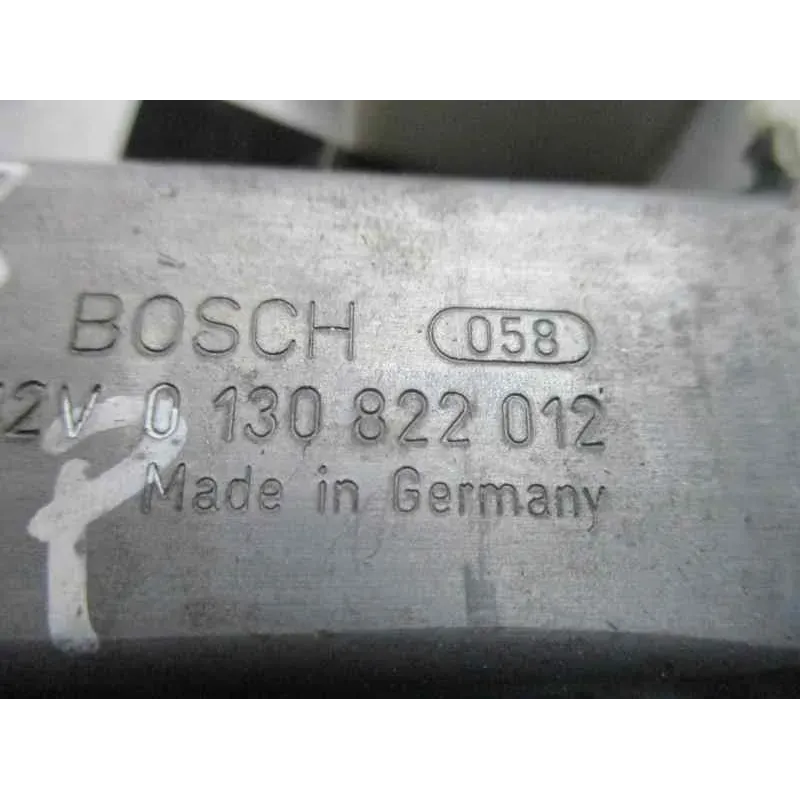 BOSCH 058
12V 0 130 822 012
Made in Germany